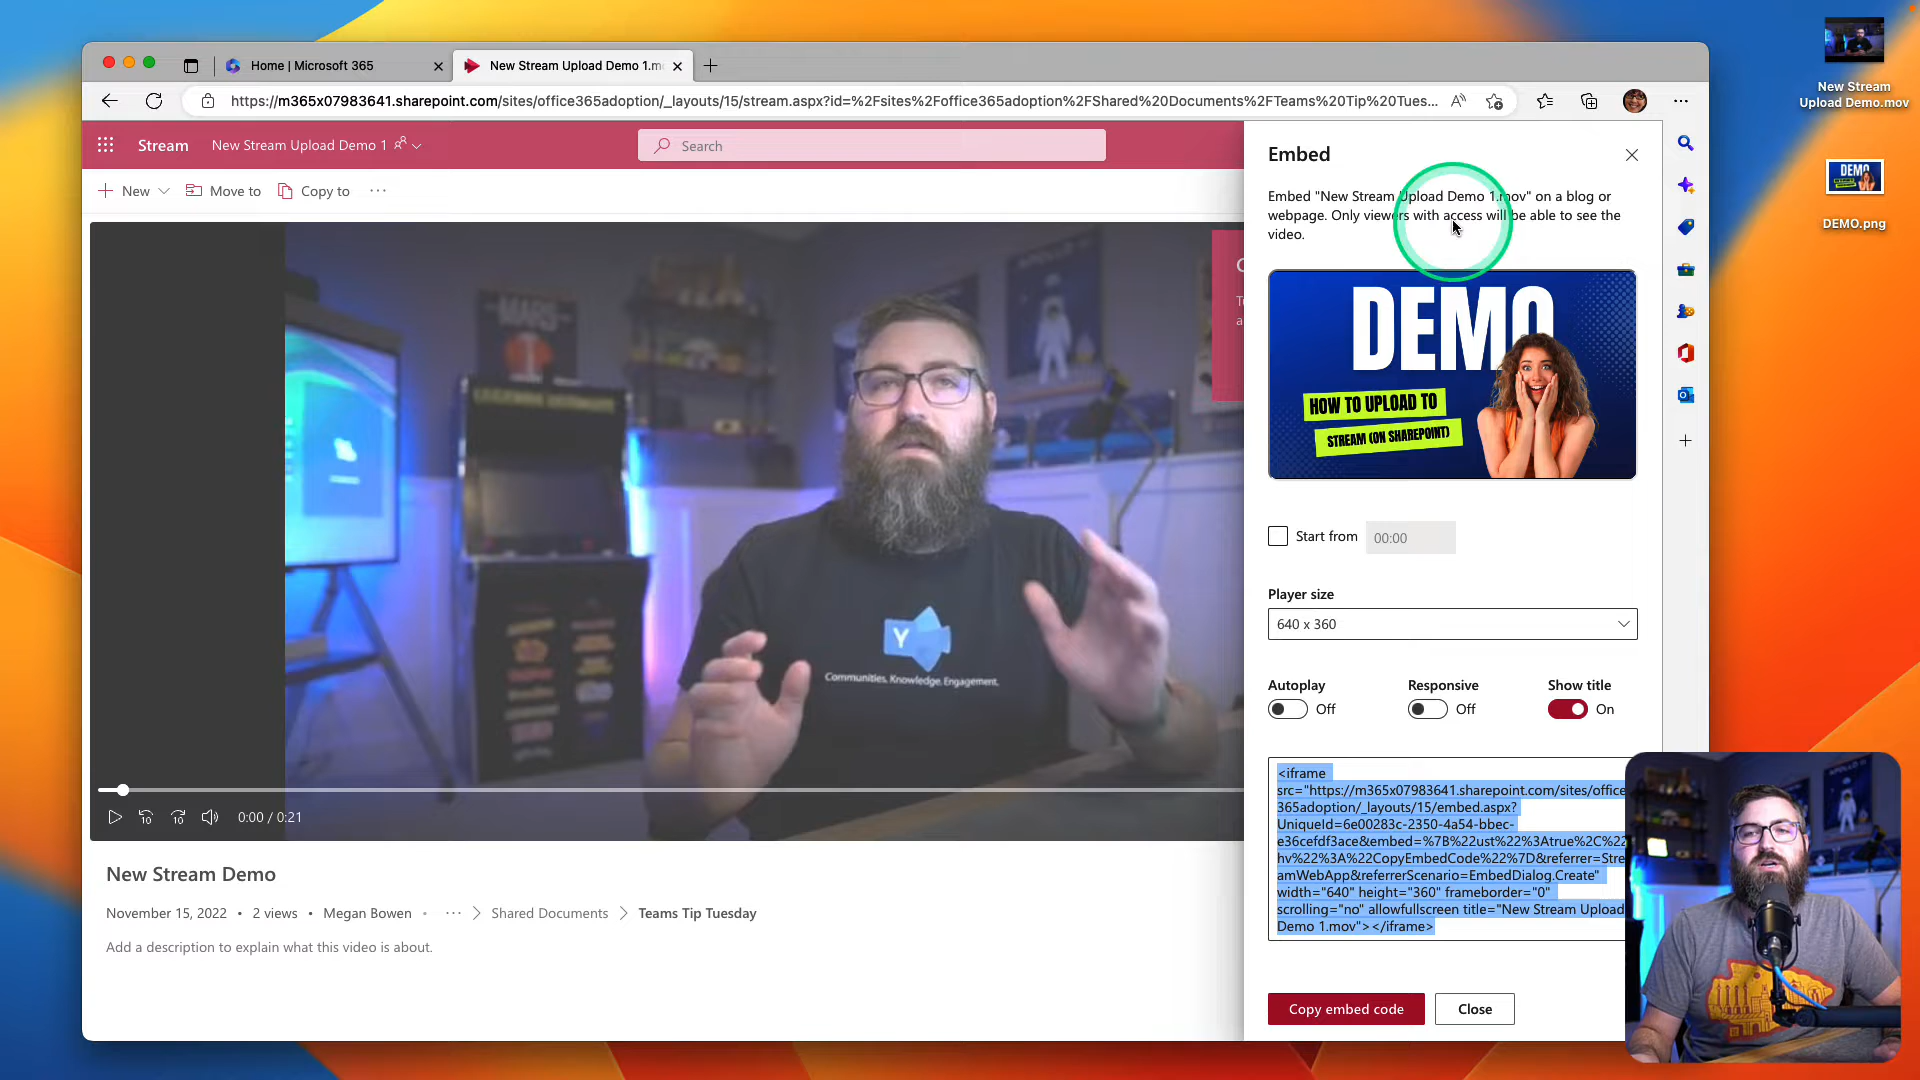 Home | Microsoft 365
New Stream Upload Demo 1.m
https://m365x07983641.sharepoint.com/sites/office365adoption/_layouts/15/stream.aspx?id=%2Fsites%2Foffice365adoption%2FShared%20Documents%2FTeams%20Tip%20Tues...
New Stream
Upload Demo.mov
DEMO.png
Stream
New Stream Upload Demo 1
Search
New
Move to
Copy to
MARS
Y
Communities. Knowledge. Engagement.
0:00 / 0:21
New Stream Demo
November 15, 2022 • 2 views • Megan Bowen • ··· > Shared Documents > Teams Tip Tuesday
Add a description to explain what this video is about.
Embed
Embed "New Stream Upload Demo 1.mov" on a blog or
webpage. Only viewers with access will be able to see the
video.
DEMO
HOW TO UPLOAD TO
STREAM (ON SHAREPOINT)
Start from
00:00
Player size
640 x 360
Autoplay
Responsive
Show title
Off
Off
On
<iframe
src="https://m365x07983641.sharepoint.com/sites/office
365adoption/_layouts/15/embed.aspx?
UniqueId=6e00283c-2350-4a54-bbec-
e36cefdf3ace&embed=%7B%22ust%22%3Atrue%2C%22
hv%22%3A%22CopyEmbedCode%22%7D&referrer=Stre
amWebApp&referrerScenario=EmbedDialog.Create"
width="640" height="360" frameborder="0"
scrolling="no" allowfullscreen title="New Stream Upload
Demo 1.mov"></iframe>
Copy embed code
Close